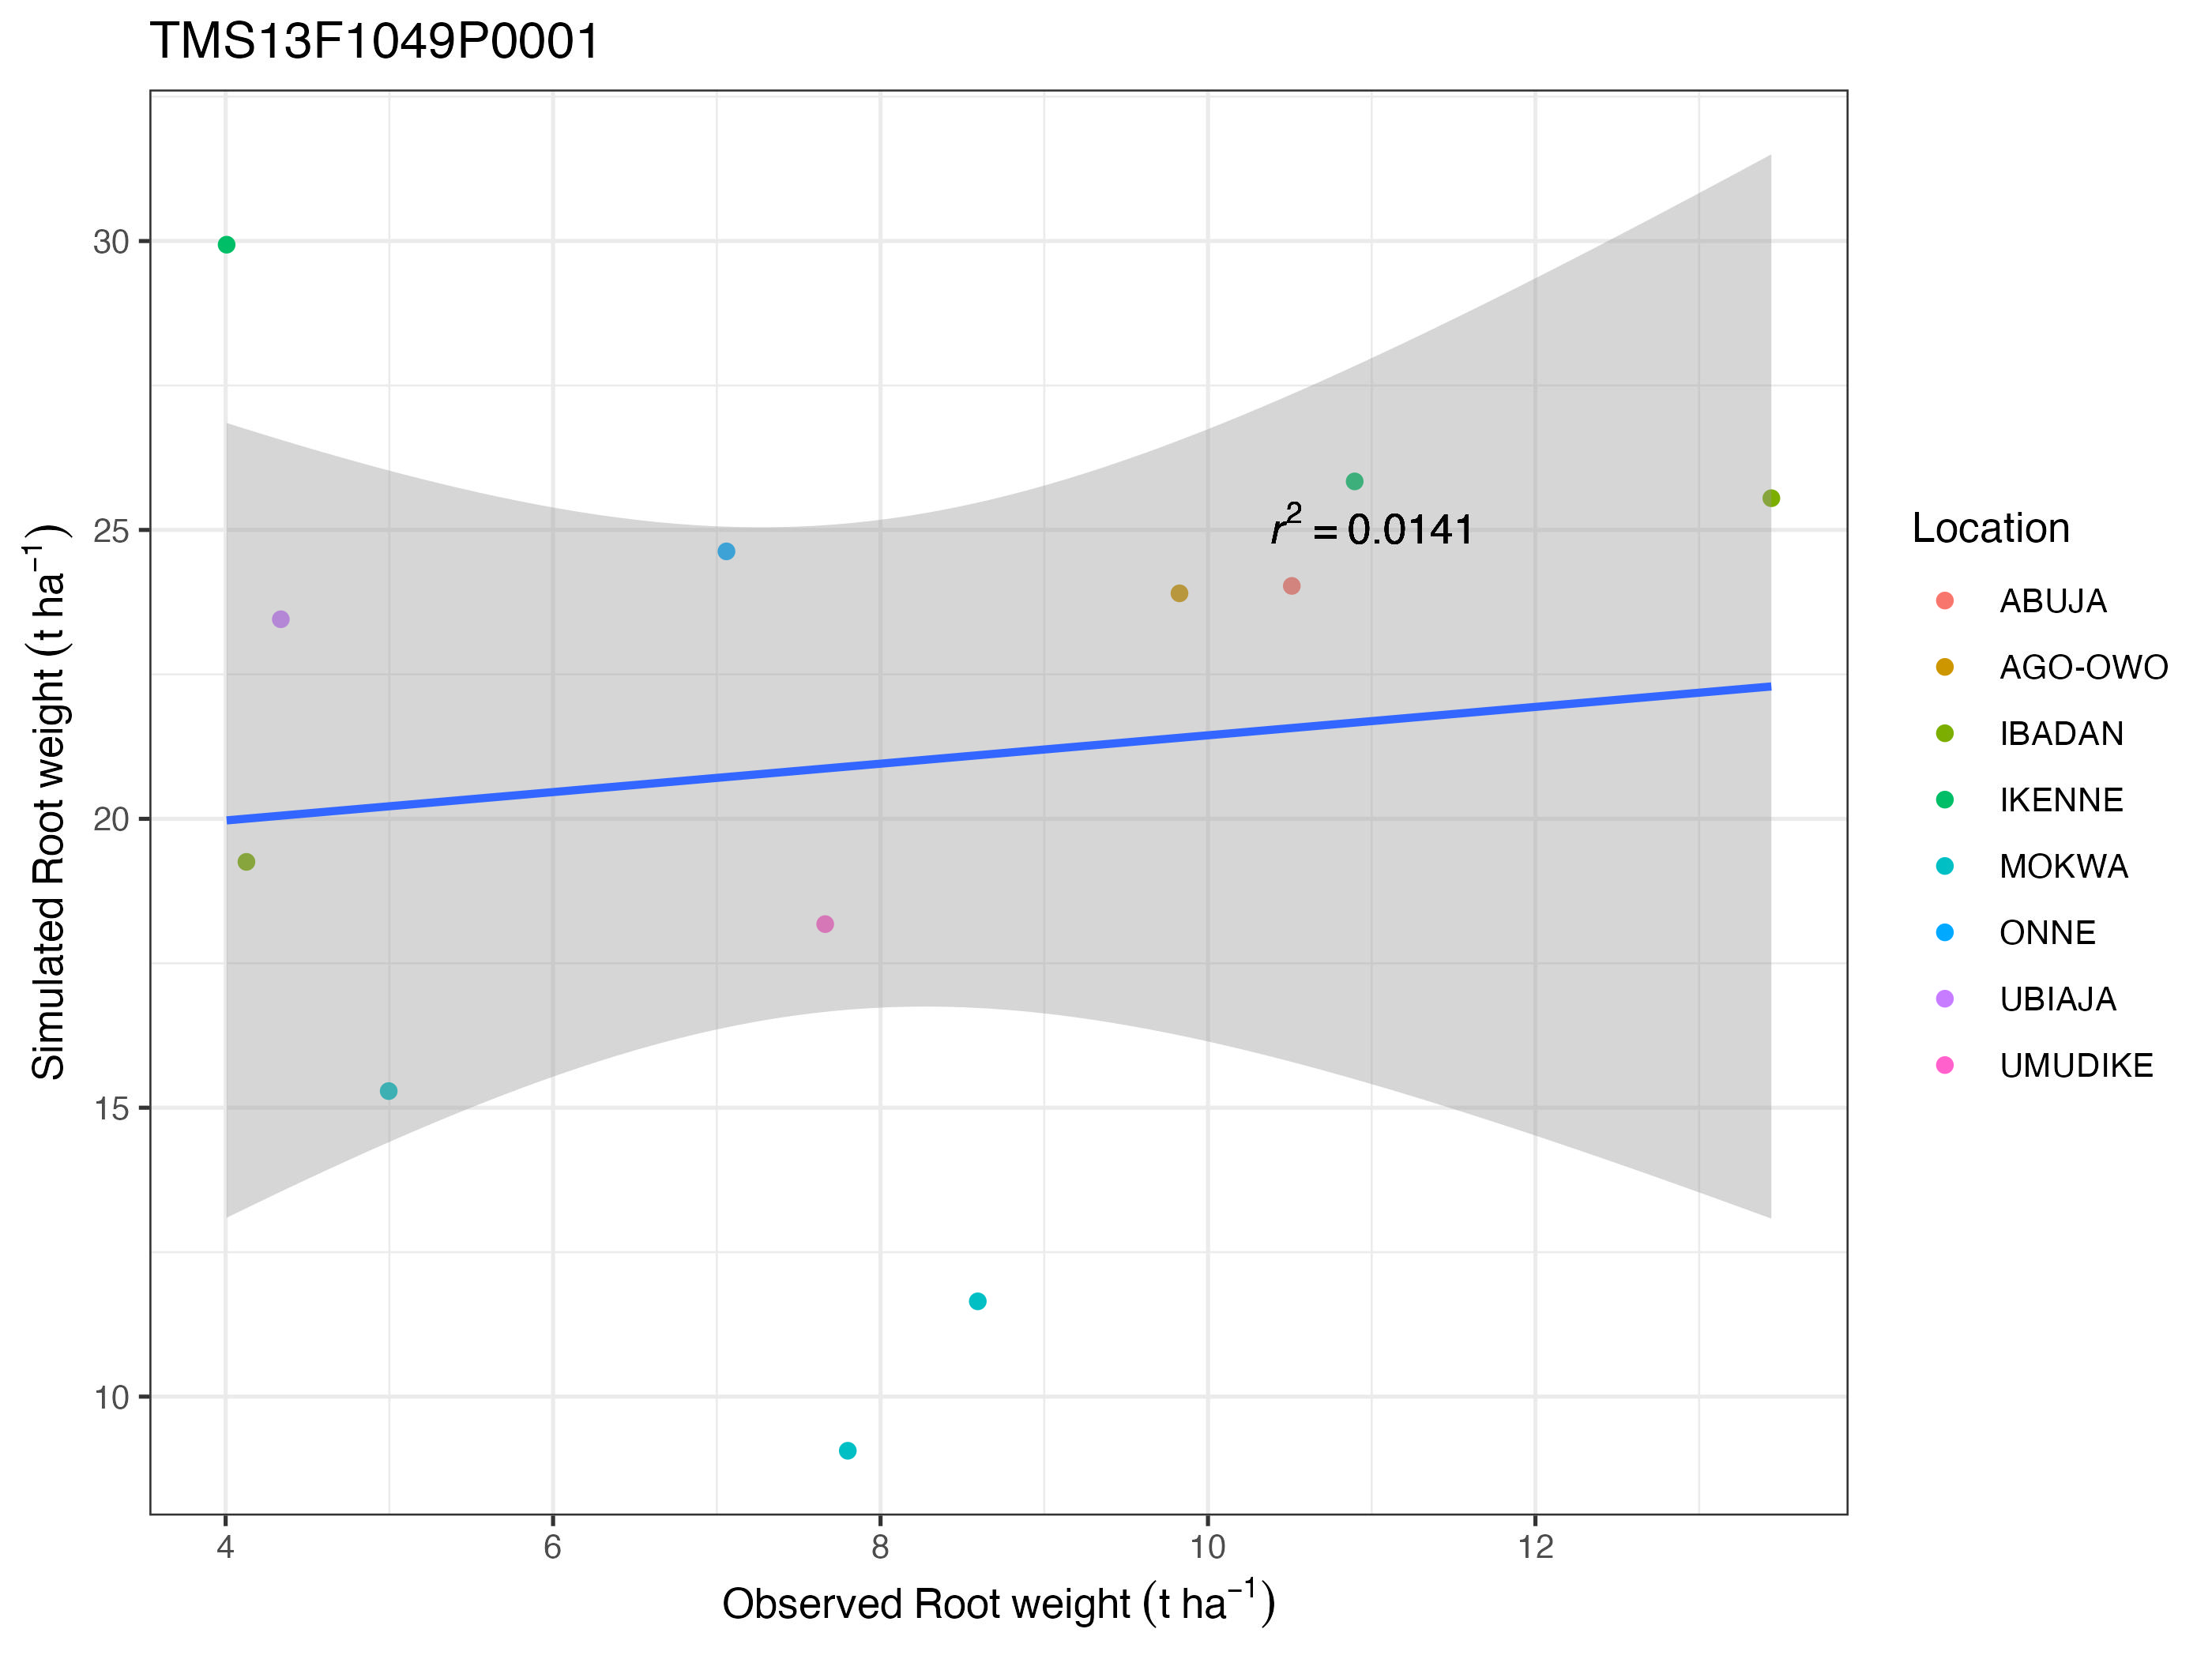 TMS13F1049P0001
30
25
20
15
10
Simulated Root weight (t ha⁻¹)
r² = 0.0141
4 6 8 10 12
Observed Root weight (t ha⁻¹)
Location
ABUJA
AGO-OWO
IBADAN
IKENNE
MOKWA
ONNE
UBIAJA
UMUDIKE